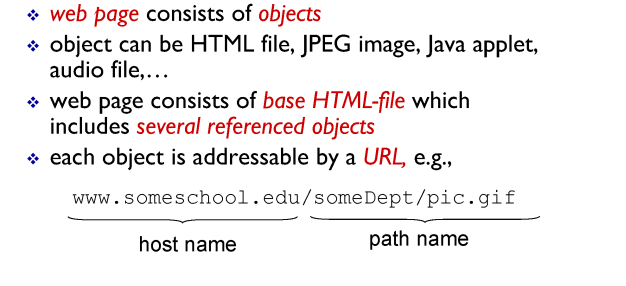 ❖ web page consists of objects
❖ object can be HTML file, JPEG image, Java applet,
audio file,…
❖ web page consists of base HTML-file which
includes several referenced objects
❖ each object is addressable by a URL, e.g.,
www.someschool.edu/someDept/pic.gif
host name
path name